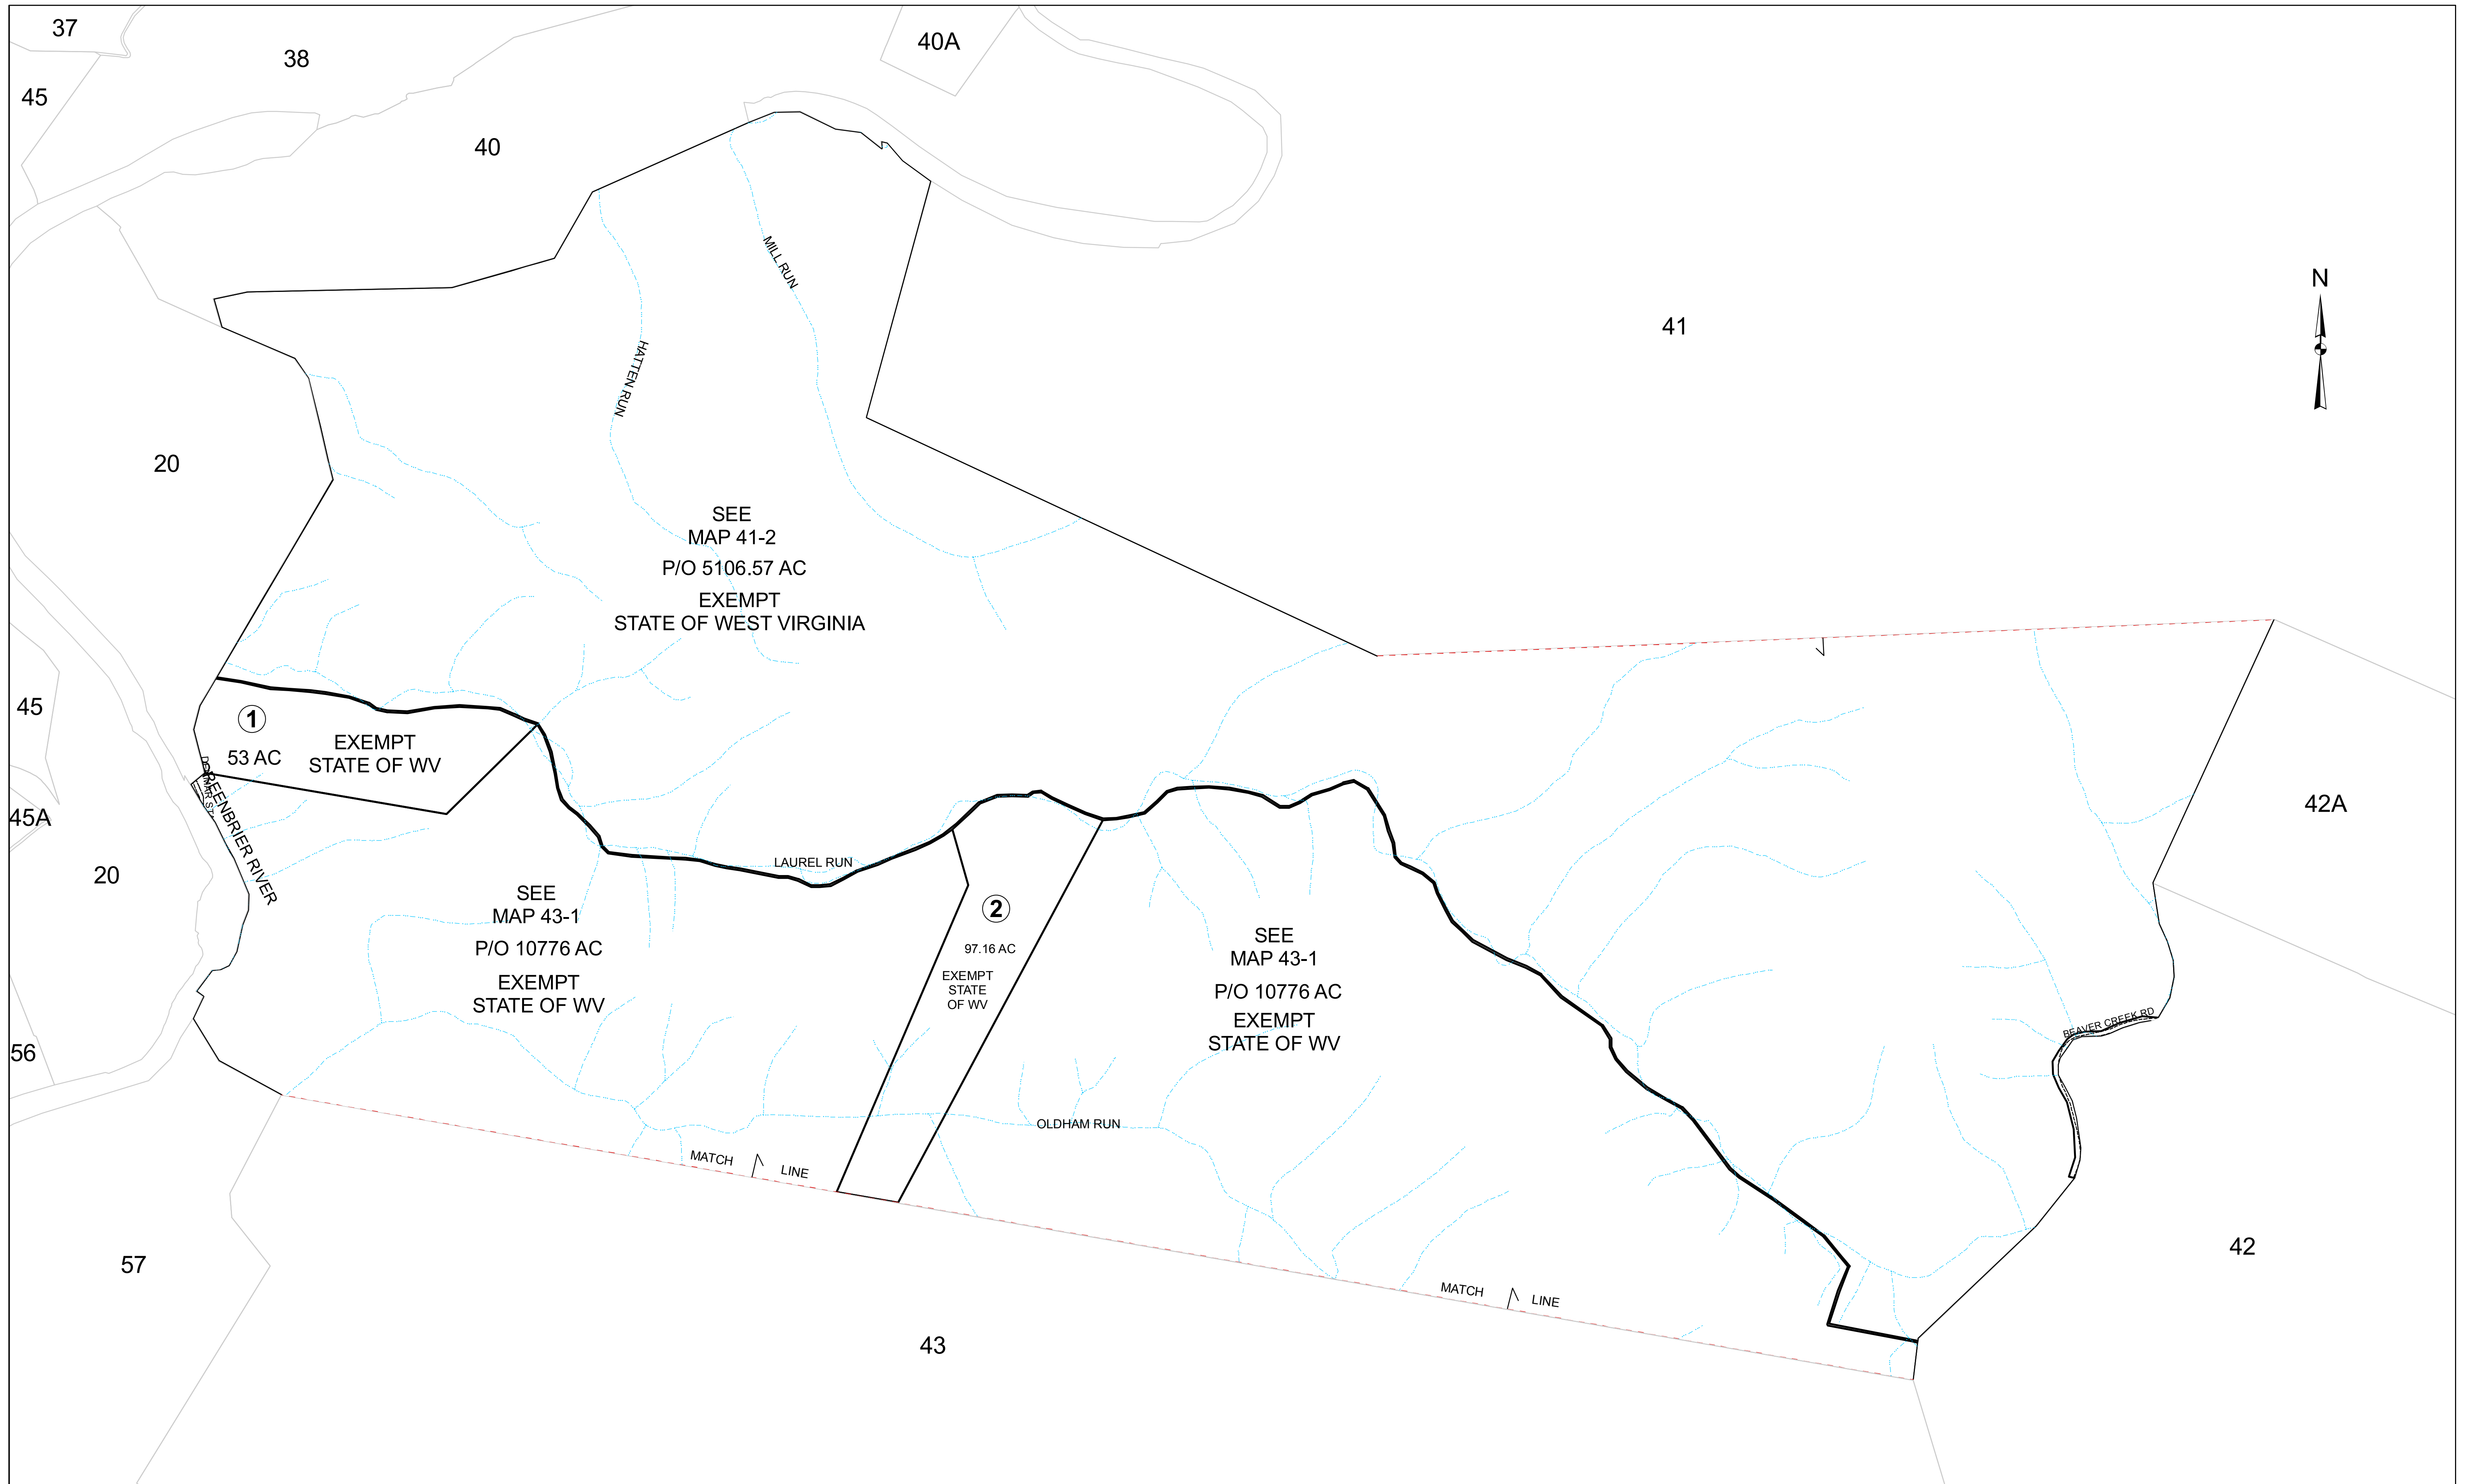 37
38
40A
45
40
N
41
MILL RUN
HATTEN RUN
20
SEE
MAP 41-2
P/O 5106.57 AC
EXEMPT
STATE OF WEST VIRGINIA
45
1
53 AC
EXEMPT
STATE OF WV
GREENBRIER RIVER
45A
20
42A
LAUREL RUN
SEE
MAP 43-1
P/O 10776 AC
EXEMPT
STATE OF WV
2
97.16 AC
EXEMPT
STATE
OF WV
SEE
MAP 43-1
P/O 10776 AC
EXEMPT
STATE OF WV
BEAVER CREEK RD
56
OLDHAM RUN
MATCH LINE
57
42
MATCH LINE
43